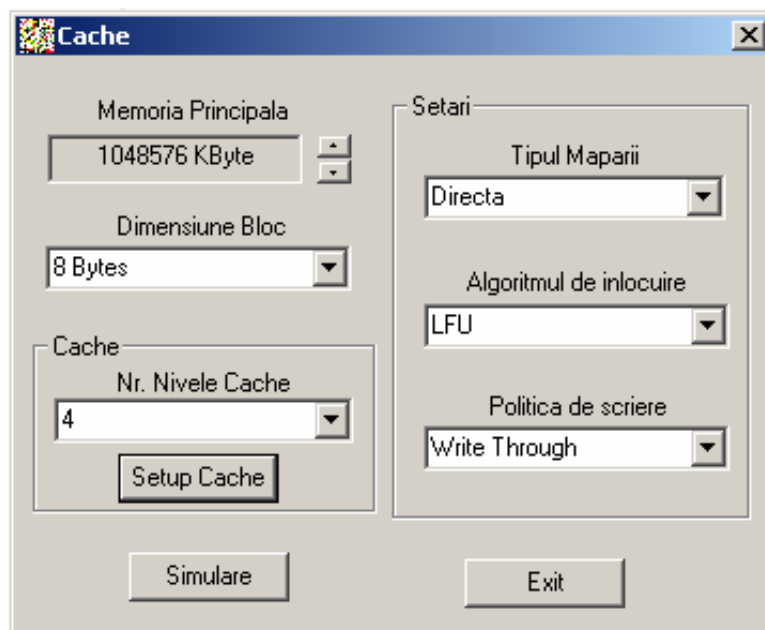 Cache
Memoria Principala
1048576 KByte
Dimensiune Bloc
8 Bytes
Cache
Nr. Nivele Cache
4
Setup Cache
Setari
Tipul Maparii
Directa
Algoritmul de inlocuire
LFU
Politica de scriere
Write Through
Simulare
Exit